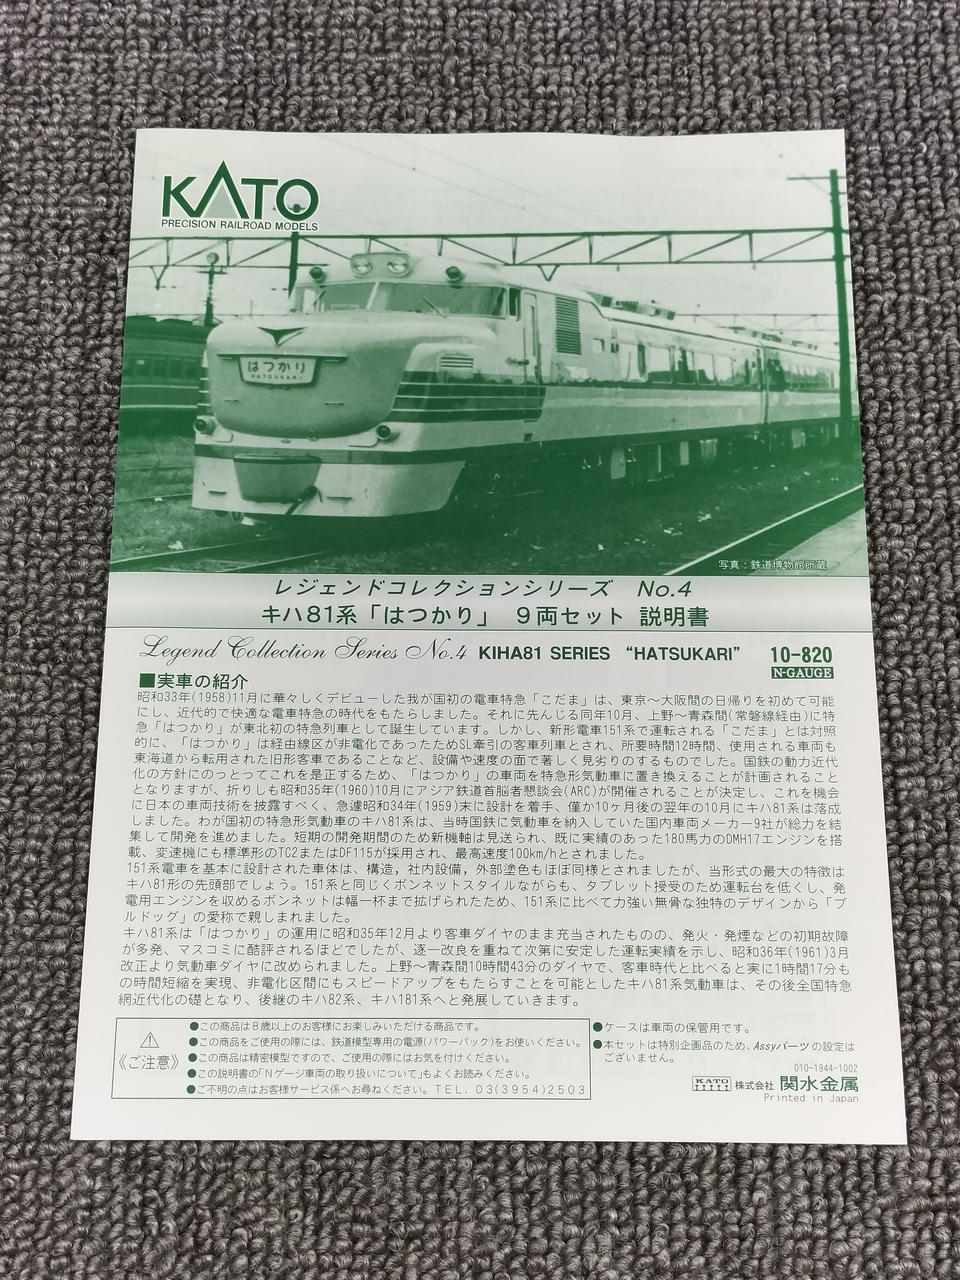 KATO
PRECISION RAILROAD MODELS
はつかり
HATSUKARI
写真：鉄道博物館所蔵
レジェンドコレクションシリーズ No.4
キハ81系「はつかり」 9両セット 説明書
Legend Collection Series No.4 KIHA81 SERIES “HATSUKARI” 10-820
N-GAUGE
■実車の紹介
昭和33年(1958)11月に華々しくデビューした我が国初の電車特急「こだま」は、東京～大阪間の日帰りを初めて可能
にし、近代的で快適な電車特急の時代をもたらしました。それに先んじる同年10月、上野～青森間(常磐線経由)に特
急「はつかり」が東北初の特急列車として誕生しています。しかし、新形電車151系で運転される「こだま」とは対照
的に、「はつかり」は経由線区が非電化であったためSL牽引の客車列車とされ、所要時間12時間、使用される車両も
東海道から転用された旧形客車であることなど、設備や速度の面で著しく見劣りのするものでした。国鉄の動力近代
化の方針にのっとってこれを是正するため、「はつかり」の車両を特急形気動車に置き換えることが計画されること
となりますが、折りしも昭和35年(1960)10月にアジア鉄道首脳者懇談会(ARC)が開催されることが決定し、これを機会
に日本の車両技術を披露すべく、急遽昭和34年(1959)末に設計を着手、僅か10ヶ月後の翌年の10月にキハ81系は落成
しました。わが国初の特急形気動車のキハ81系は、当時国鉄に気動車を納入していた国内車両メーカー9社が総力を結
集して開発を進めました。短期の開発期間のため新機軸は見送られ、既に実績のあった180馬力のDMH17エンジンを搭
載、変速機にも標準形のTC2またはDF115が採用され、最高速度100km/hとされました。
151系電車を基本に設計された車体は、構造，社内設備，外部塗色もほぼ同様とされましたが、当形式の最大の特徴は
キハ81形の先頭部でしょう。151系と同じくボンネットスタイルながらも、タブレット授受のため運転台を低くし、発
電用エンジンを収めるボンネットは幅一杯まで拡げられたため、151系に比べて力強い無骨な独特のデザインから「ブ
ルドッグ」の愛称で親しまれました。
キハ81系は「はつかり」の運用に昭和35年12月より客車ダイヤのまま充当されたものの、発火・発煙などの初期故障
が多発、マスコミに酷評されるほどでしたが、逐一改良を重ねて次第に安定した運転実績を示し、昭和36年(1961)3月
改正より気動車ダイヤに改められました。上野～青森間10時間43分のダイヤで、客車時代と比べると実に1時間17分も
の時間短縮を実現、非電化区間にもスピードアップをもたらすことを可能としたキハ81系気動車は、その後全国特急
網近代化の礎となり、後継のキハ82系、キハ181系へと発展していきます。
《ご注意》
●この商品は8歳以上のお客様にお楽しみいただける商品です。
●この商品をご使用の際には、鉄道模型専用の電源(パワーパック)をお使いください。
●この商品は精密模型ですので、ご使用の際にはお気を付けください。
●この説明書の「Nゲージ車両の取り扱いについて」もよくお読みください。
●ご不明の点はお客様サービス係へお尋ねください。TEL. 03(3954)2503
●ケースは車両の保管用です。
●本セットは特別企画品のため、Assyパーツの設定は
ございません。
010-1944-1002
KATO 株式会社 関水金属
Printed in Japan